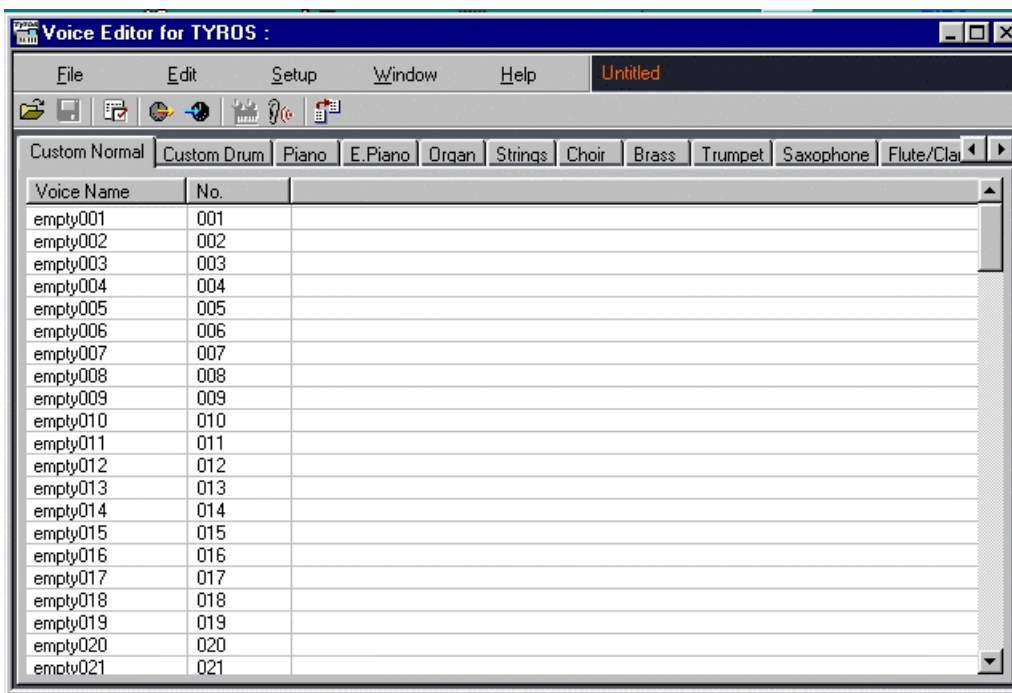 Voice Editor for TYROS :
File Edit Setup Window Help Untitled
Custom Normal Custom Drum Piano E.Piano Organ Strings Choir Brass Trumpet Saxophone Flute/Clar
Voice Name No.
empty001 001
empty002 002
empty003 003
empty004 004
empty005 005
empty006 006
empty007 007
empty008 008
empty009 009
empty010 010
empty011 011
empty012 012
empty013 013
empty014 014
empty015 015
empty016 016
empty017 017
empty018 018
empty019 019
empty020 020
empty021 021